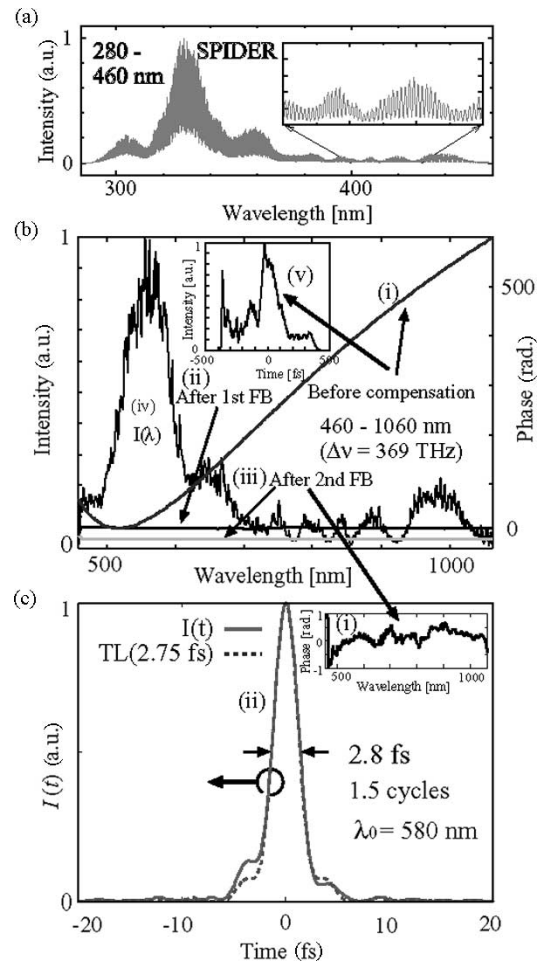 (a)
1
280 -
460 nm
SPIDER
Intensity (a.u.)
0
300
400
Wavelength [nm]
(b)
1
Intensity [a.u.]
1
0
-500
0
500
Time [fs]
(v)
(i)
500
(ii)
After 1st FB
Before compensation
(iv)
I(λ)
460 - 1060 nm
(Δν = 369 THz)
Intensity (a.u.)
Phase (rad.)
(iii) After 2nd FB
0
0
500
Wavelength [nm]
1000
(c)
1
I(t)
TL(2.75 fs)
(i)
Phase [rad.]
1
0
-1
500
1000
Wavelength [nm]
(ii)
2.8 fs
1.5 cycles
λ0 = 580 nm
I (t) (a.u.)
0
-20
-10
0
10
20
Time (fs)